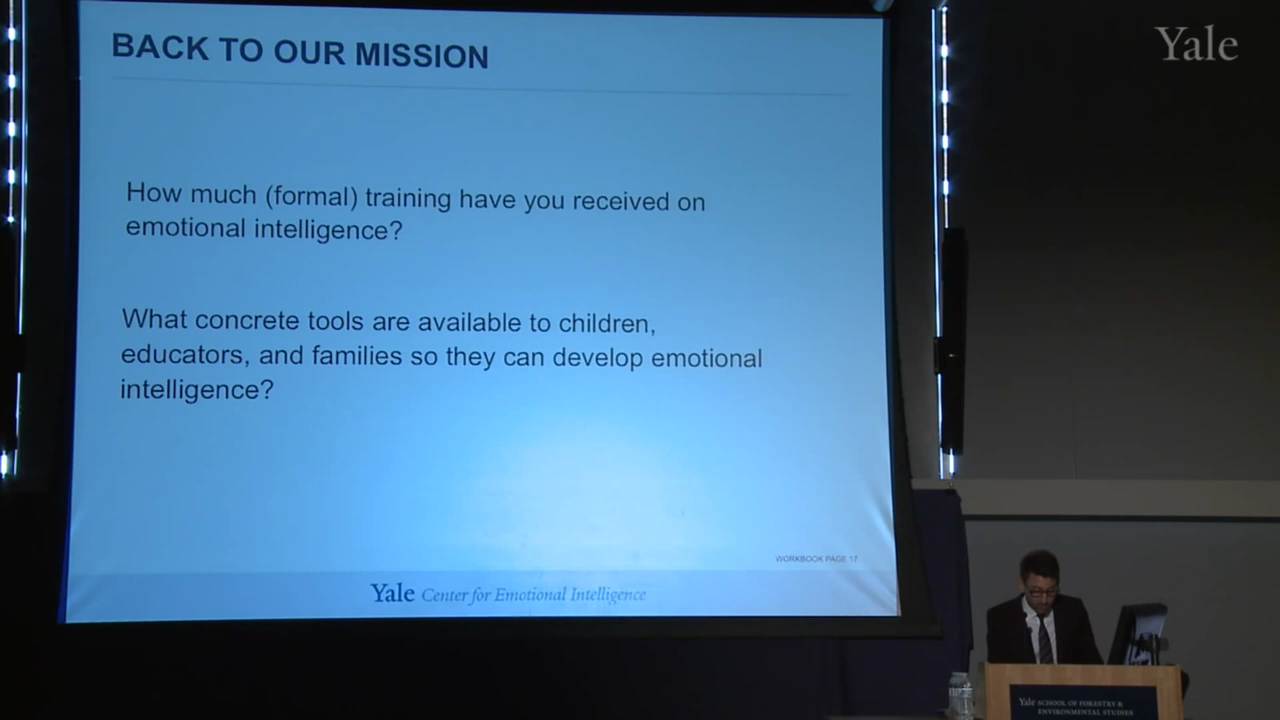 Yale
BACK TO OUR MISSION
How much (formal) training have you received on
emotional intelligence?
What concrete tools are available to children,
educators, and families so they can develop emotional
intelligence?
WORKBOOK PAGE 17
Yale Center for Emotional Intelligence
Yale SCHOOL OF FORESTRY &
ENVIRONMENTAL STUDIES